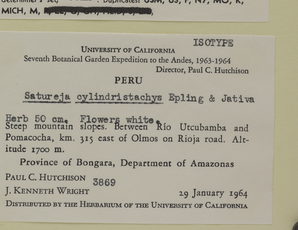 MICH, M,
ISOTYPE
UNIVERSITY OF CALIFORNIA
Seventh Botanical Garden Expedition to the Andes, 1963-1964
Director, Paul C. Hutchison
PERU
Satureja cylindristachys Epling & Jativa
Herb 50 cm. Flowers white.
Steep mountain slopes. Between Rio Utcubamba and
Pomacocha, km. 315 east of Olmos on Rioja road. Alt-
itude 1700 m.
Province of Bongara, Department of Amazonas
PAUL C. HUTCHISON
3869
J. KENNETH WRIGHT
29 January 1964
DISTRIBUTED BY THE HERBARIUM OF THE UNIVERSITY OF CALIFORNIA